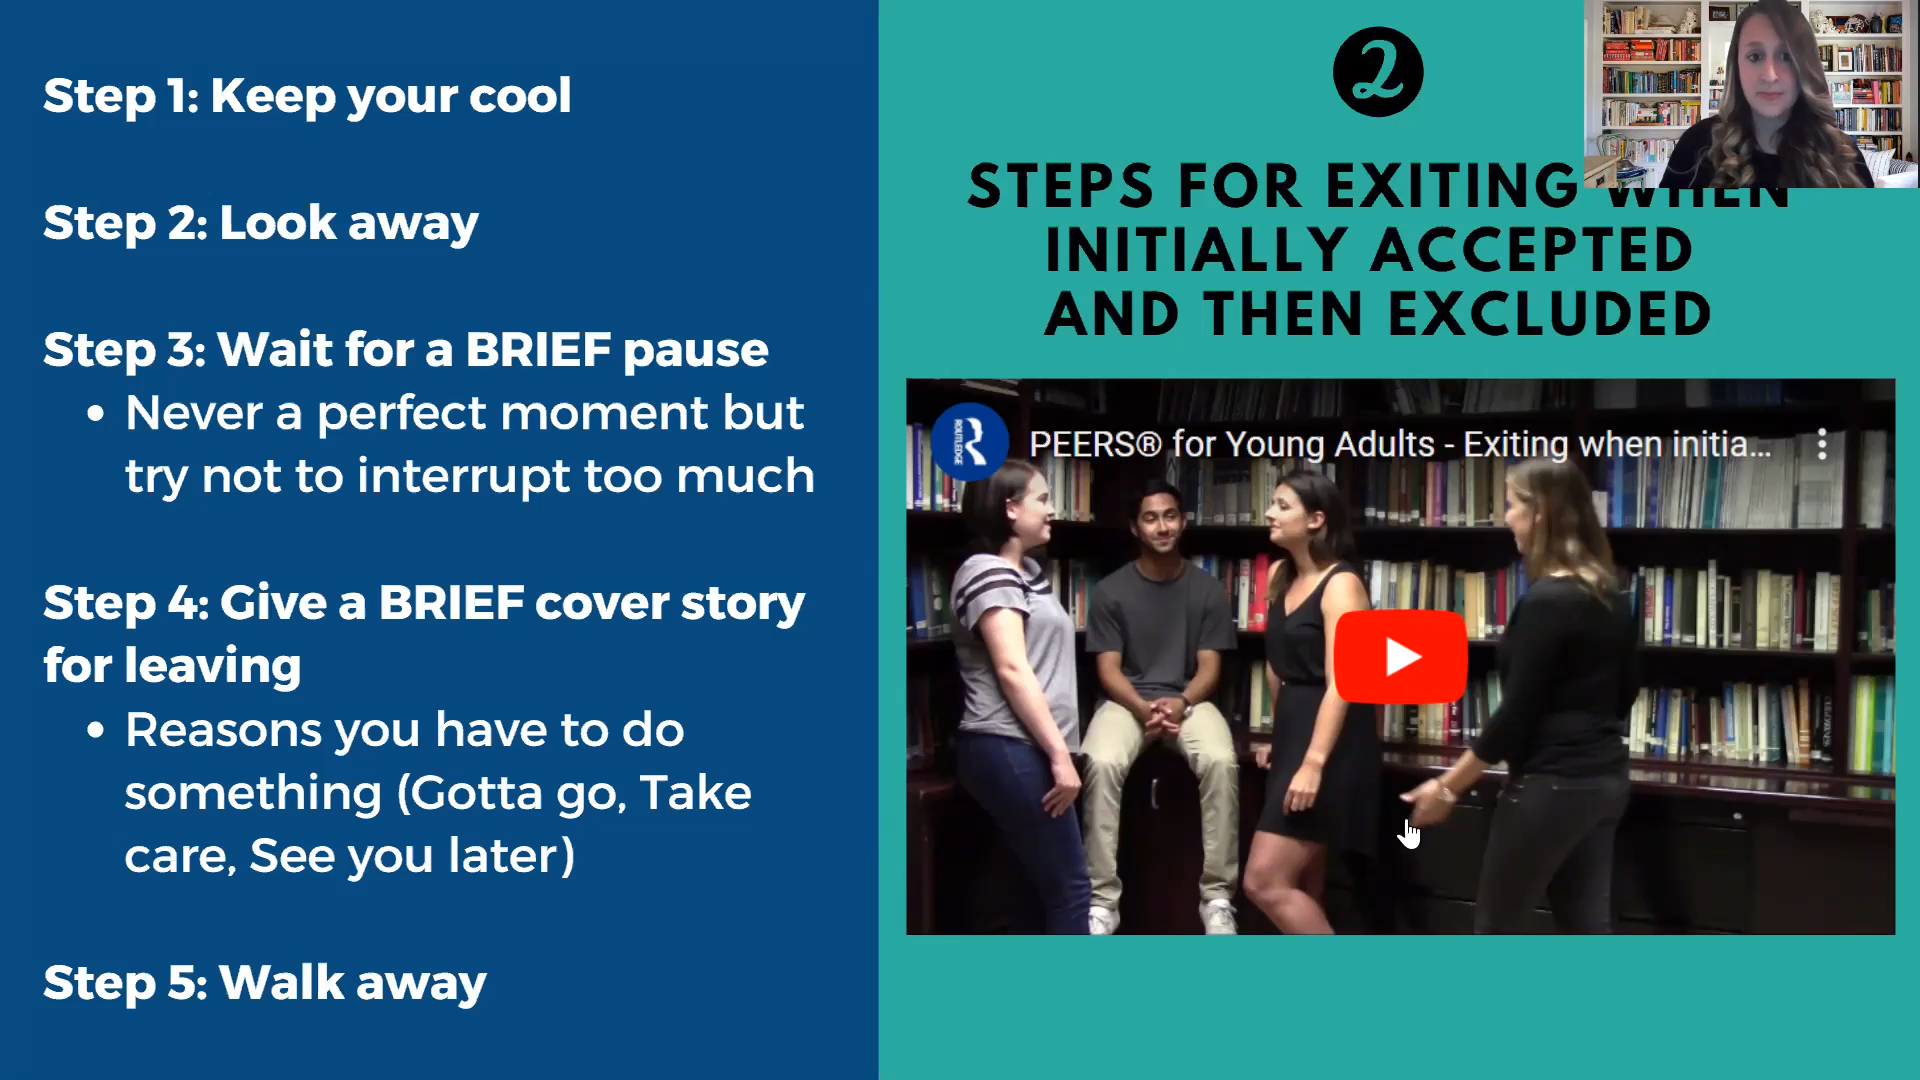 Step 1: Keep your cool
Step 2: Look away
Step 3: Wait for a BRIEF pause
• Never a perfect moment but
try not to interrupt too much
Step 4: Give a BRIEF cover story
for leaving
• Reasons you have to do
something (Gotta go, Take
care, See you later)
Step 5: Walk away
2
STEPS FOR EXITING WHEN
INITIALLY ACCEPTED
AND THEN EXCLUDED
ROUTLEDGE
PEERS® for Young Adults - Exiting when initia...